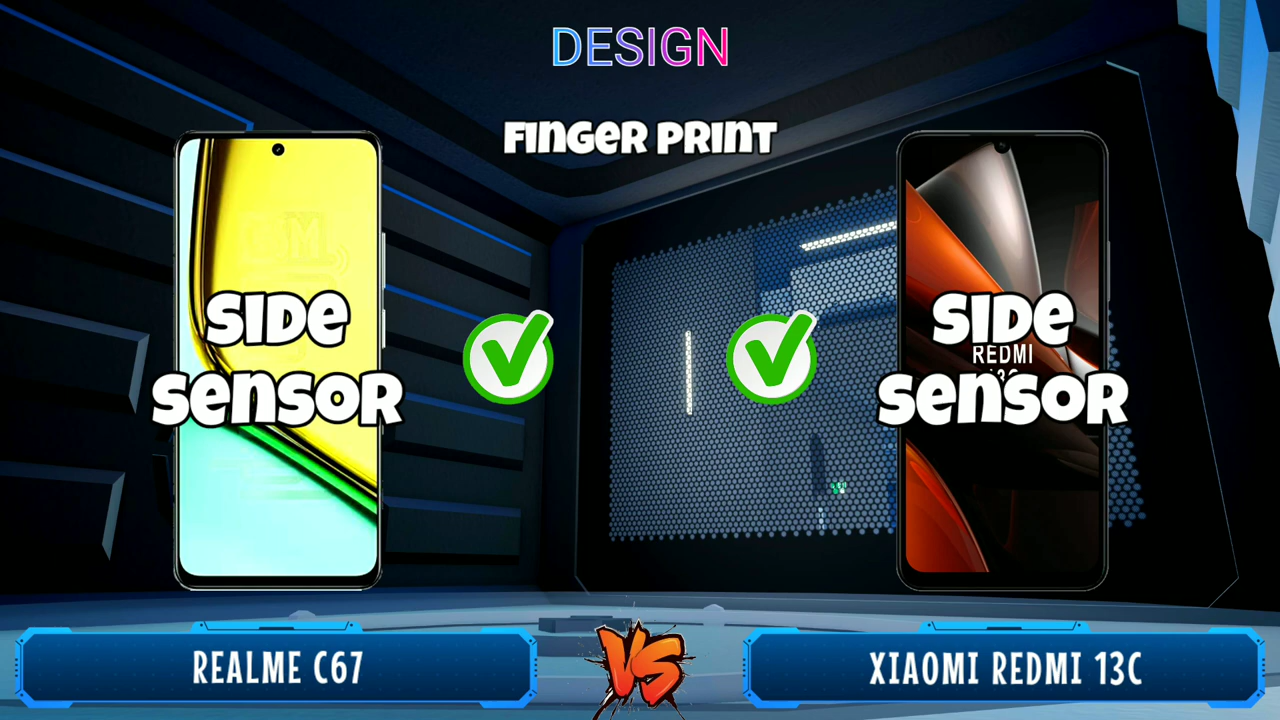 DESIGN
FINGER PRINT
SIDE
SENSOR
SIDE
REDMI
SENSOR
REALME C67
VS
XIAOMI REDMI 13C